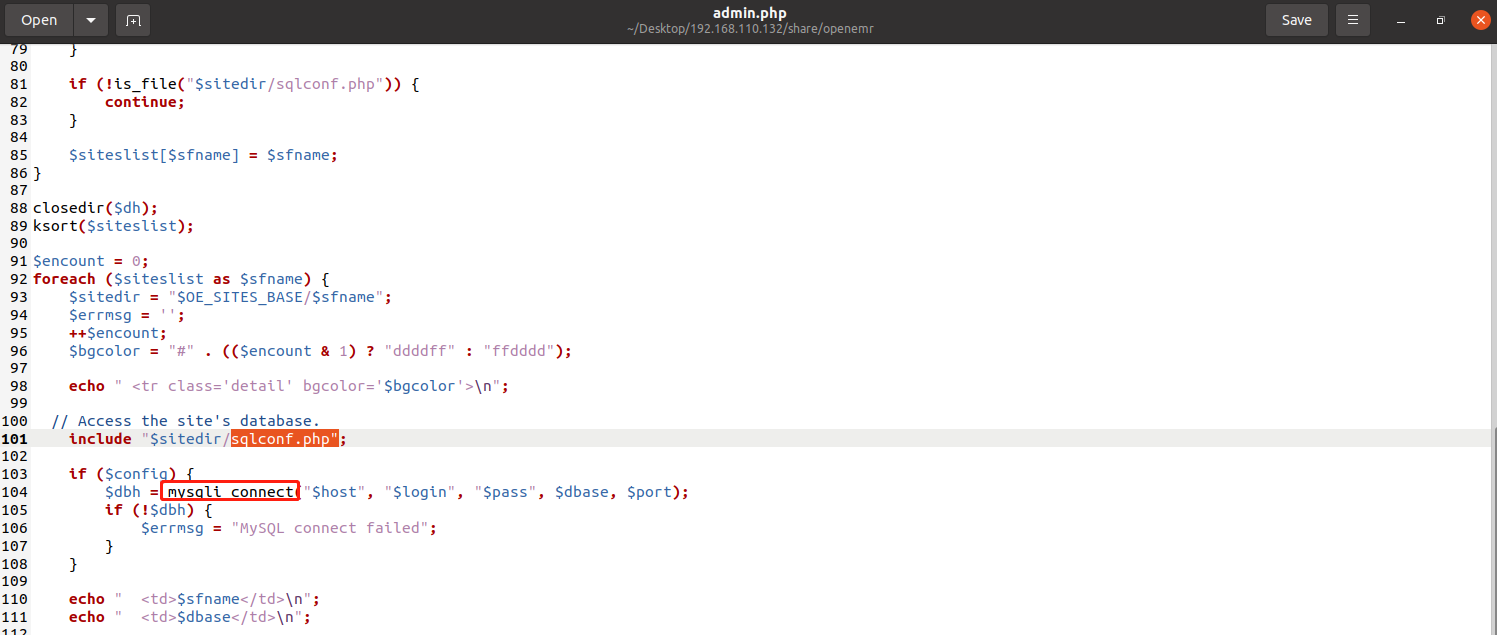 Open
admin.php
~/Desktop/192.168.110.132/share/openemr
Save
79 }
80
81 if (!is_file("$sitedir/sqlconf.php")) {
82 continue;
83 }
84
85 $siteslist[$sfname] = $sfname;
86 }
87
88 closedir($dh);
89 ksort($siteslist);
90
91 $encount = 0;
92 foreach ($siteslist as $sfname) {
93 $sitedir = "$OE_SITES_BASE/$sfname";
94 $errmsg = '';
95 ++$encount;
96 $bgcolor = "#" . (($encount & 1) ? "ddddff" : "ffdddd");
97
98 echo " <tr class='detail' bgcolor='$bgcolor'>\n";
99
100 // Access the site's database.
101 include "$sitedir/sqlconf.php";
102
103 if ($config) {
104 $dbh = mysqli_connect("$host", "$login", "$pass", $dbase, $port);
105 if (!$dbh) {
106 $errmsg = "MySQL connect failed";
107 }
108 }
109
110 echo "  <td>$sfname</td>\n";
111 echo "  <td>$dbase</td>\n";
112